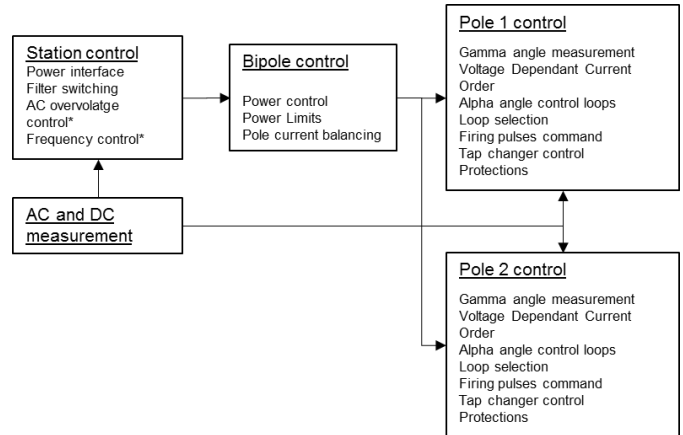 Station control
Power interface
Filter switching
AC overvolatge
control*
Frequency control*
Bipole control
Power control
Power Limits
Pole current balancing
Pole 1 control
Gamma angle measurement
Voltage Dependant Current
Order
Alpha angle control loops
Loop selection
Firing pulses command
Tap changer control
Protections
AC and DC
measurement
Pole 2 control
Gamma angle measurement
Voltage Dependant Current
Order
Alpha angle control loops
Loop selection
Firing pulses command
Tap changer control
Protections